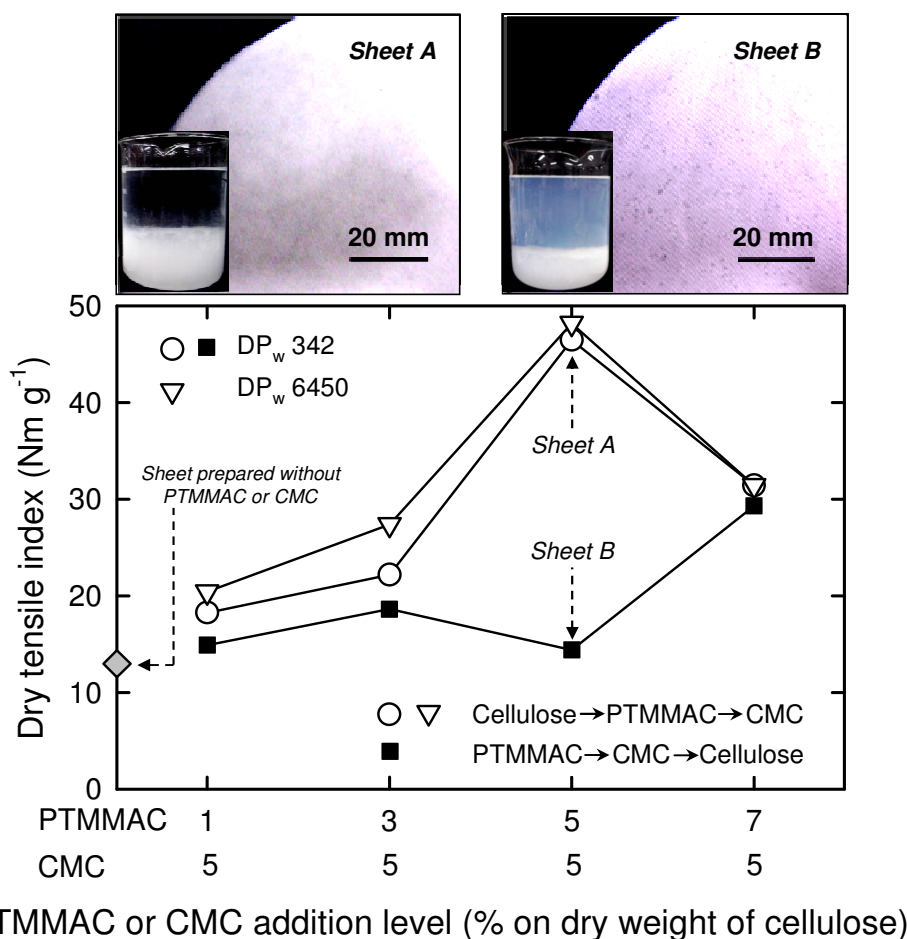 Sheet A
Sheet B
20 mm
20 mm
50
40
30
20
10
0
Dry tensile index (Nm g⁻¹)
DPw 342
DPw 6450
Sheet prepared without
PTMMAC or CMC
Sheet A
Sheet B
Cellulose→PTMMAC→CMC
PTMMAC→CMC→Cellulose
PTMMAC 1 3 5 7
CMC 5 5 5 5
TMMAC or CMC addition level (% on dry weight of cellulose)